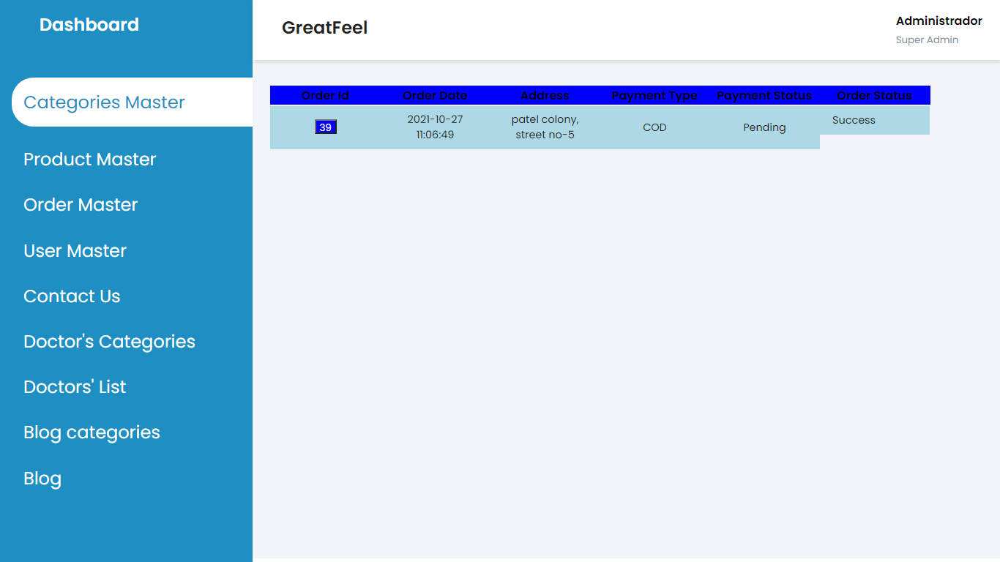 Dashboard
Categories Master
Product Master
Order Master
User Master
Contact Us
Doctor's Categories
Doctors' List
Blog categories
Blog
GreatFeel
Administrador
Super Admin
Order Id Order Date Address Payment Type Payment Status Order Status
39 2021-10-27 11:06:49 patel colony, street no-5 COD Pending Success